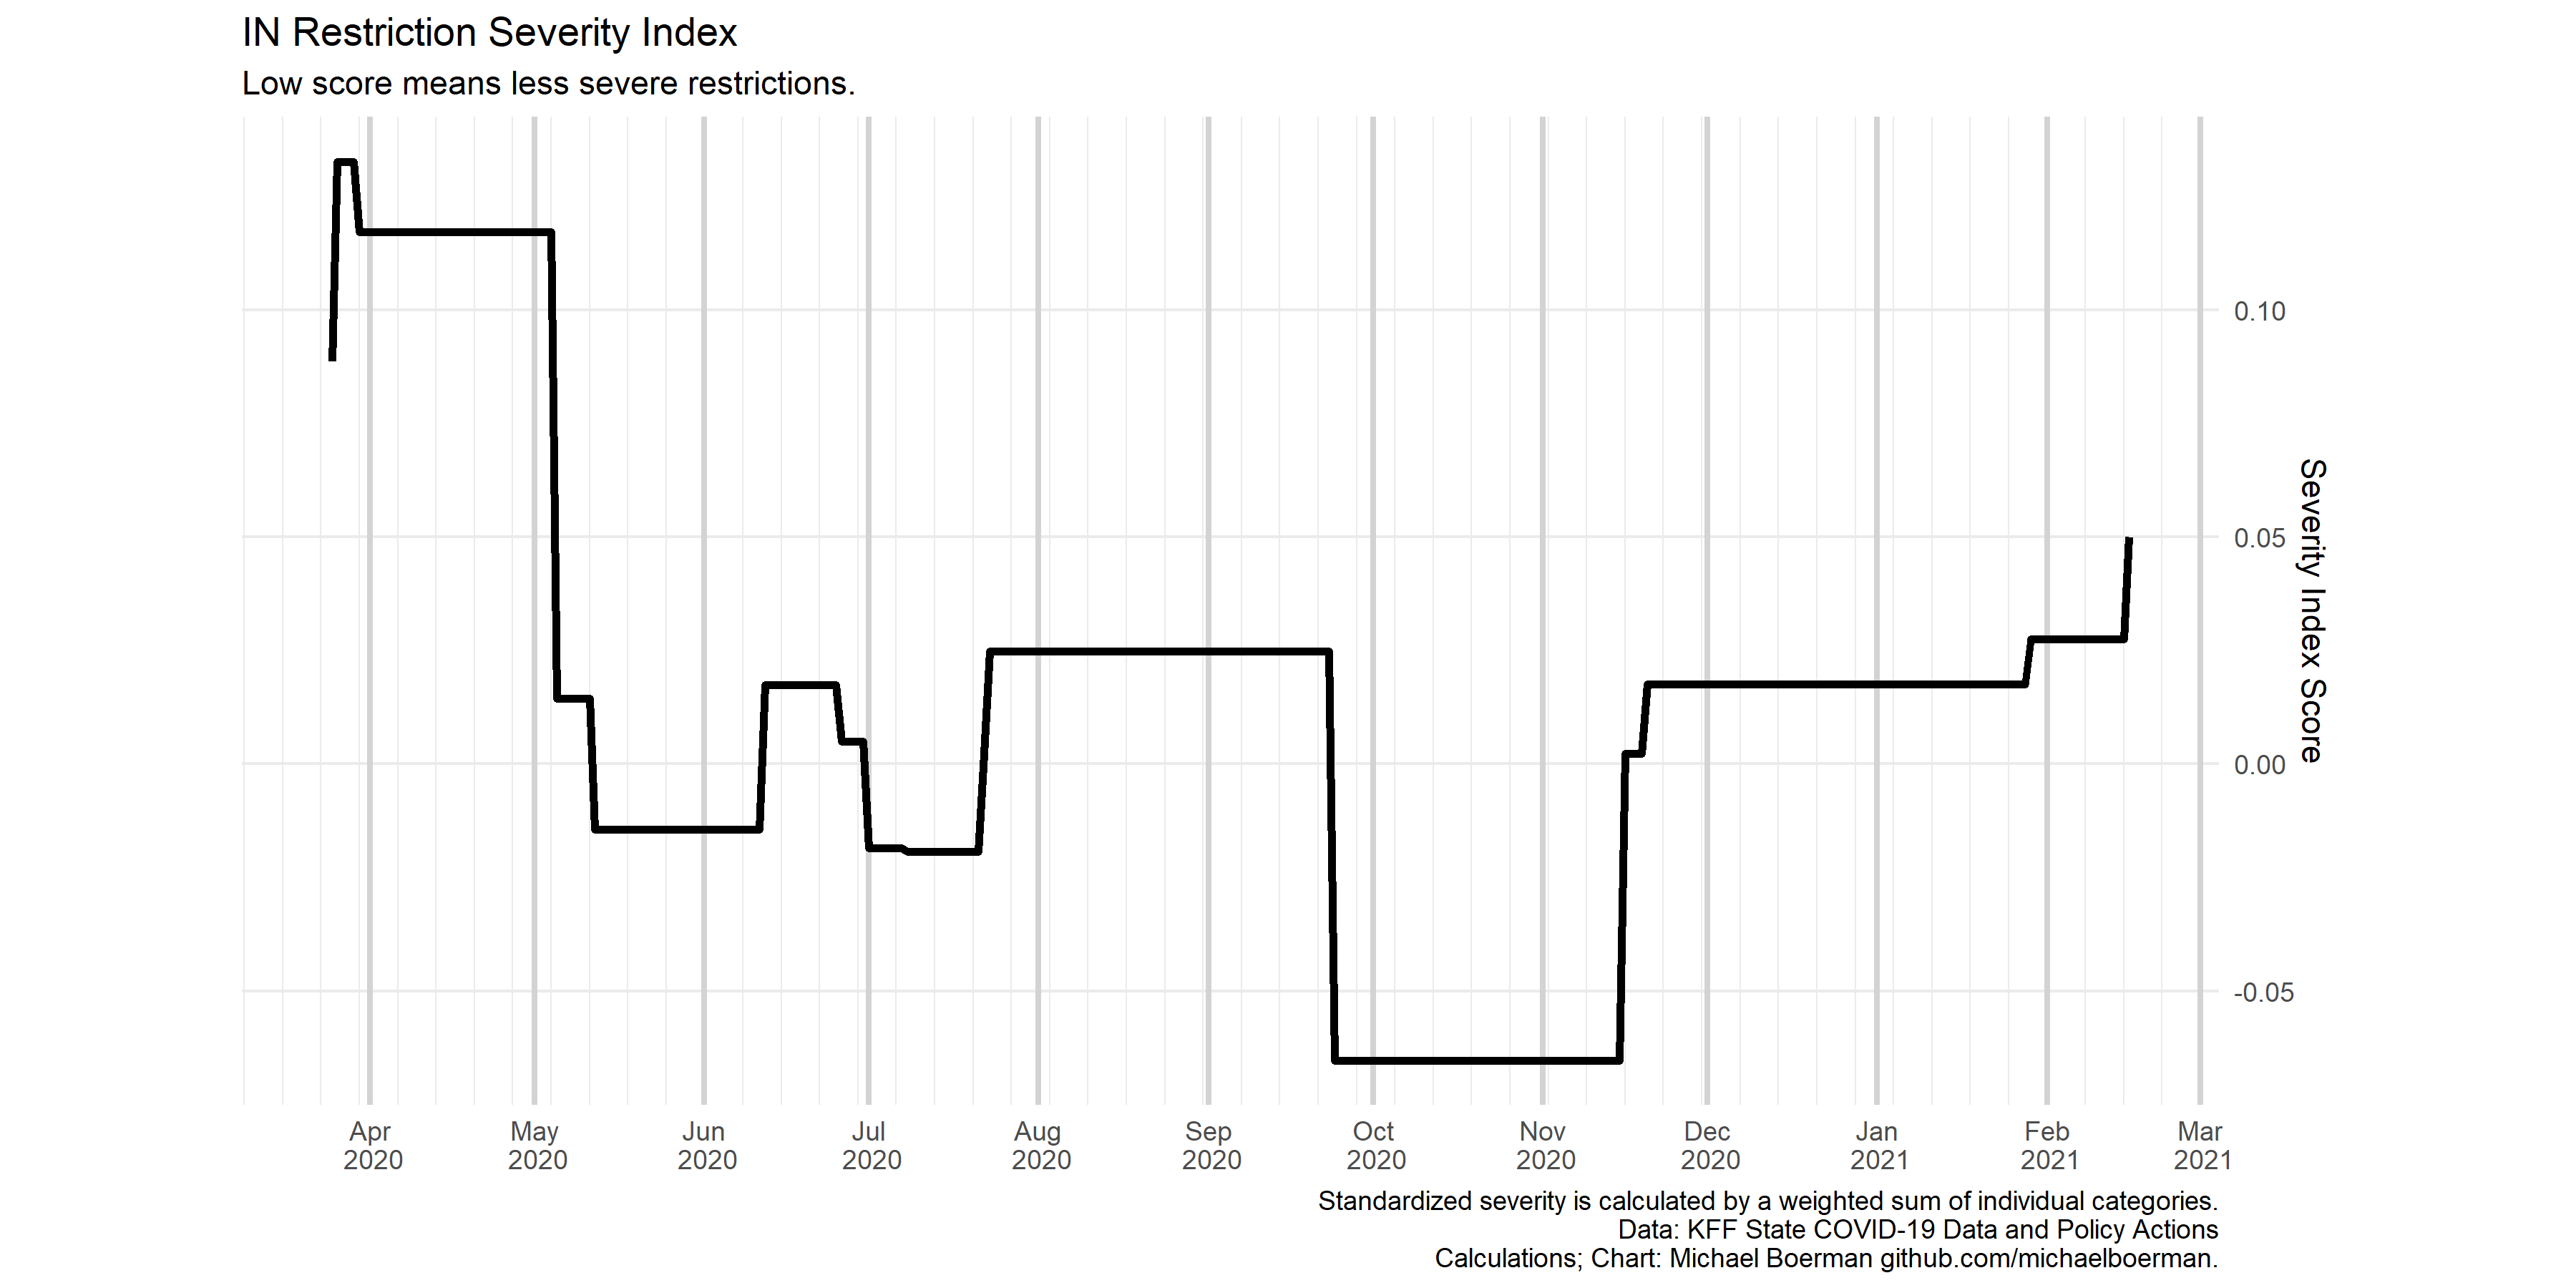 IN Restriction Severity Index
Low score means less severe restrictions.
0.10
0.05
0.00
-0.05
Severity Index Score
Apr 2020
May 2020
Jun 2020
Jul 2020
Aug 2020
Sep 2020
Oct 2020
Nov 2020
Dec 2020
Jan 2021
Feb 2021
Mar 2021
Standardized severity is calculated by a weighted sum of individual categories.
Data: KFF State COVID-19 Data and Policy Actions
Calculations; Chart: Michael Boerman github.com/michaelboerman.